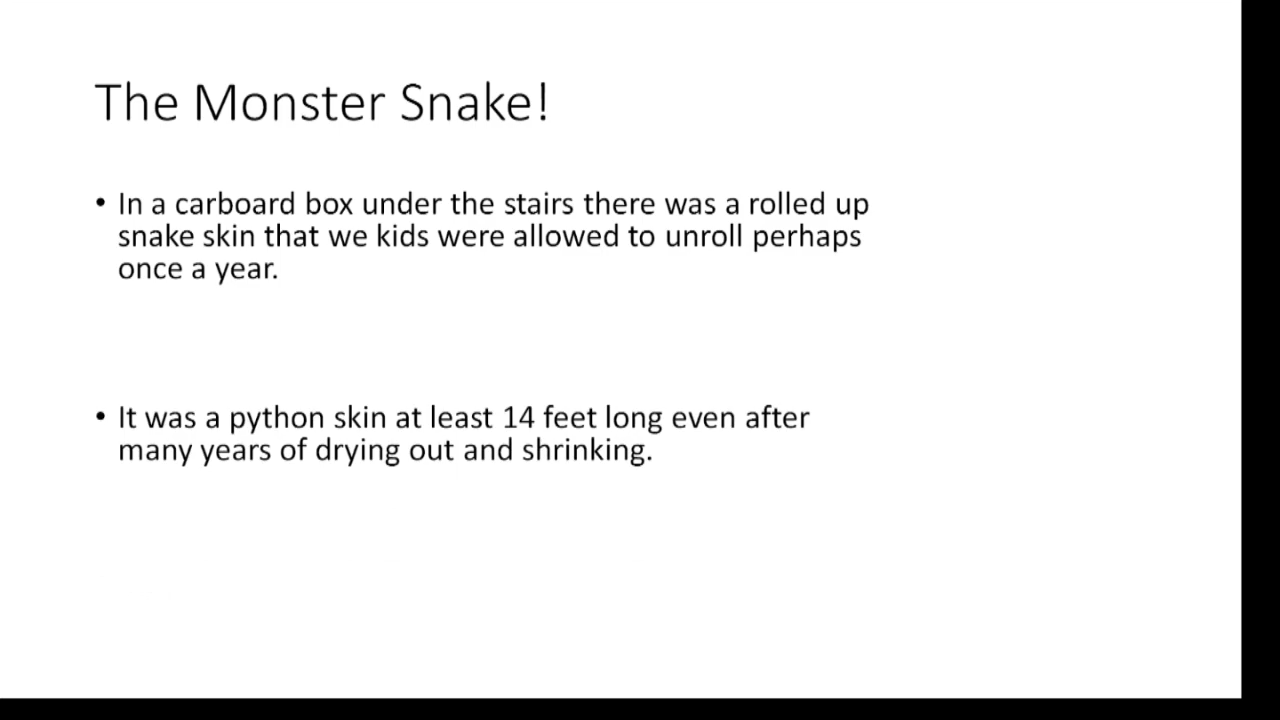 The Monster Snake!
• In a carboard box under the stairs there was a rolled up
snake skin that we kids were allowed to unroll perhaps
once a year.
• It was a python skin at least 14 feet long even after
many years of drying out and shrinking.